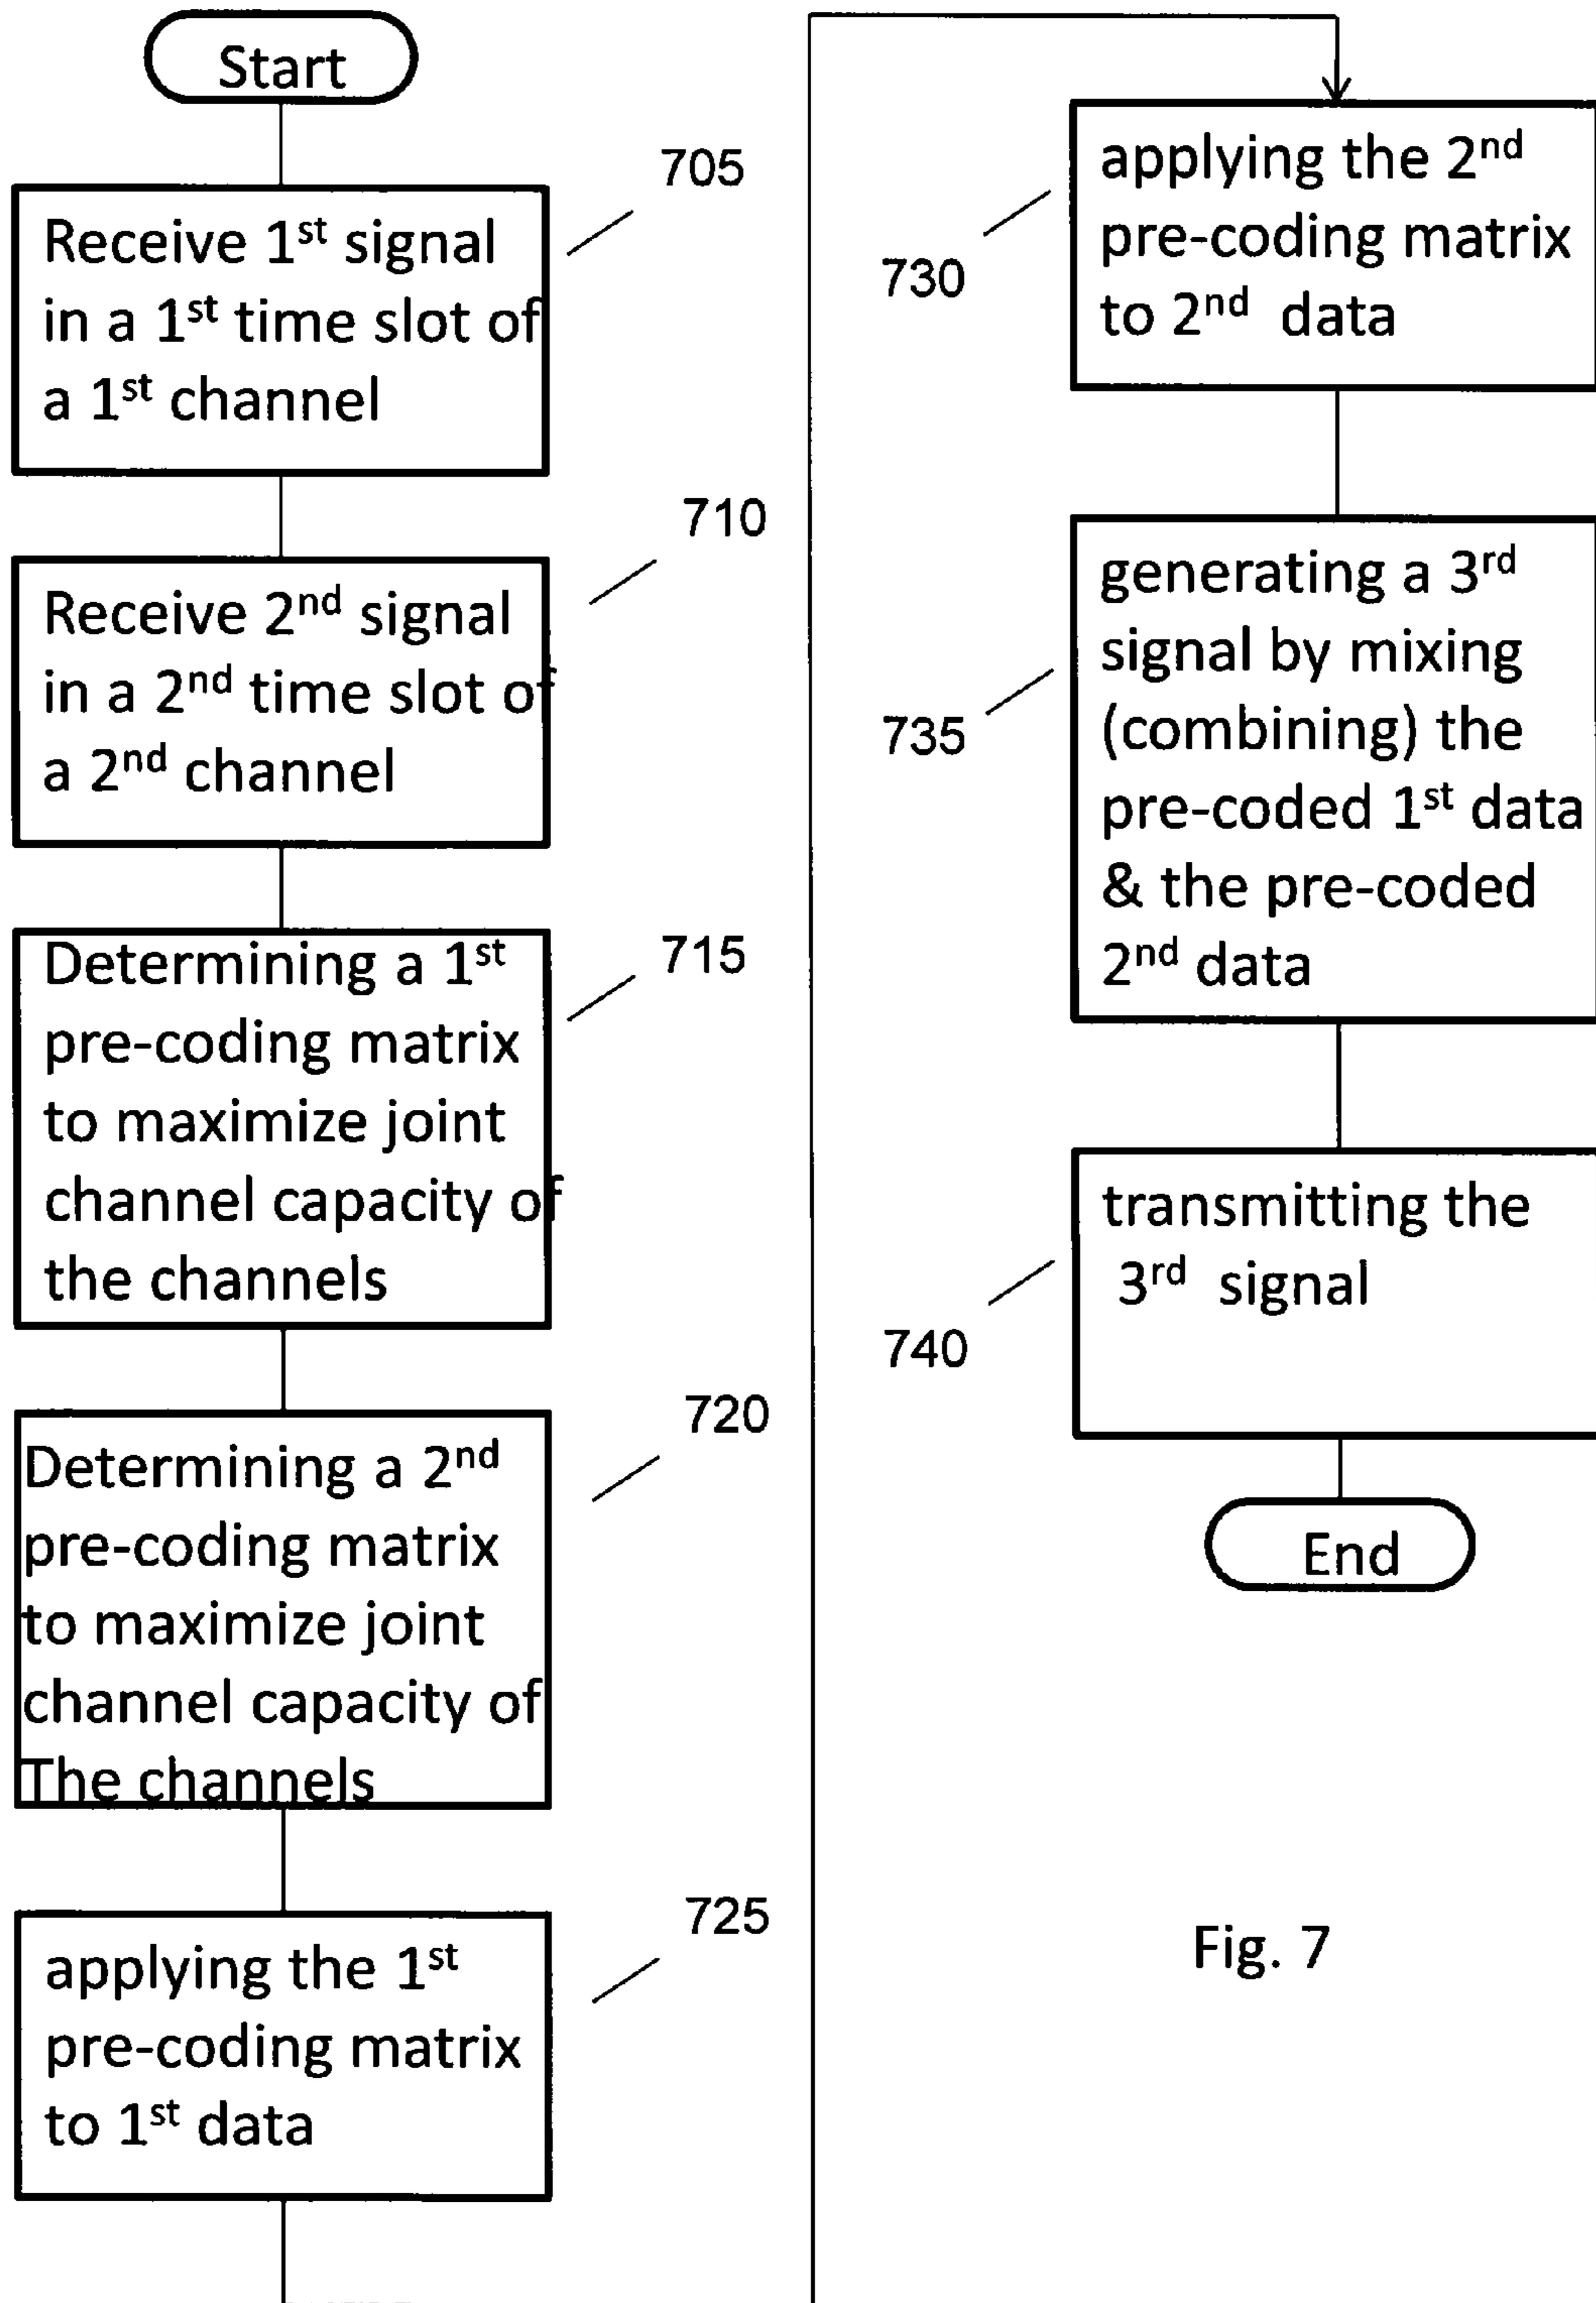 Start
705
Receive 1st signal
in a 1st time slot of
a 1st channel
710
Receive 2nd signal
in a 2nd time slot of
a 2nd channel
715
Determining a 1st
pre-coding matrix
to maximize joint
channel capacity of
the channels
720
Determining a 2nd
pre-coding matrix
to maximize joint
channel capacity of
The channels
725
applying the 1st
pre-coding matrix
to 1st data
730
applying the 2nd
pre-coding matrix
to 2nd data
735
generating a 3rd
signal by mixing
(combining) the
pre-coded 1st data
& the pre-coded
2nd data
740
transmitting the
3rd signal
End
Fig. 7